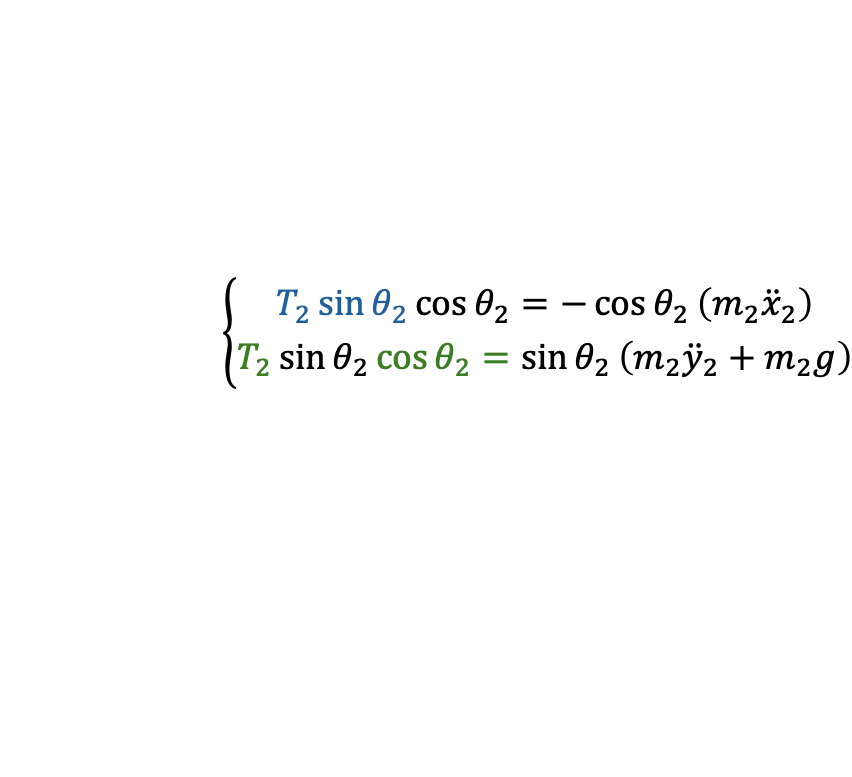 T₂ sin θ₂ cos θ₂ = − cos θ₂ (m₂ẍ₂)
T₂ sin θ₂ cos θ₂ = sin θ₂ (m₂ÿ₂ + m₂g)